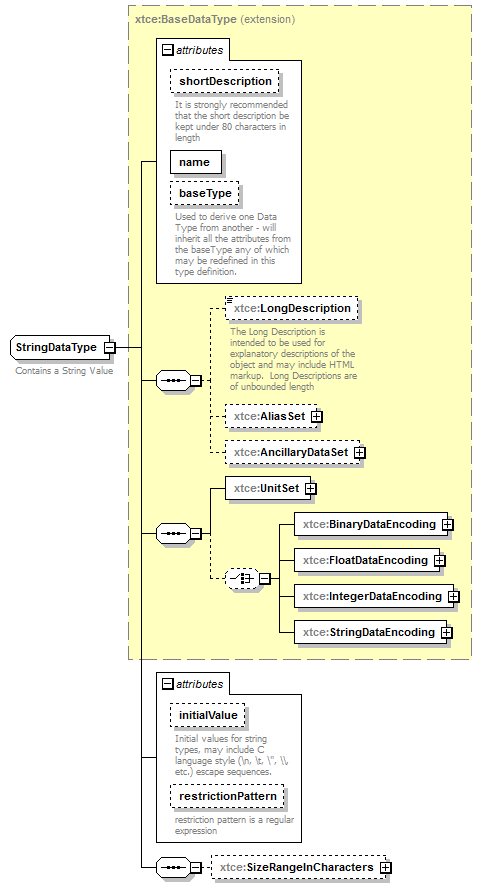 xtce:BaseDataType (extension)
attributes
shortDescription
It is strongly recommended
that the short description be
kept under 80 characters in
length
name
baseType
Used to derive one Data
Type from another - will
inherit all the attributes from
the baseType any of which
may be redefined in this
type definition.
StringDataType
Contains a String Value
xtce:LongDescription
The Long Description is
intended to be used for
explanatory descriptions of the
object and may include HTML
markup.  Long Descriptions are
of unbounded length
xtce:AliasSet
xtce:AncillaryDataSet
xtce:UnitSet
xtce:BinaryDataEncoding
xtce:FloatDataEncoding
xtce:IntegerDataEncoding
xtce:StringDataEncoding
attributes
initialValue
Initial values for string
types, may include C
language style (\n, \t, \", \\,
etc.) escape sequences.
restrictionPattern
restriction pattern is a regular
expression
xtce:SizeRangeInCharacters